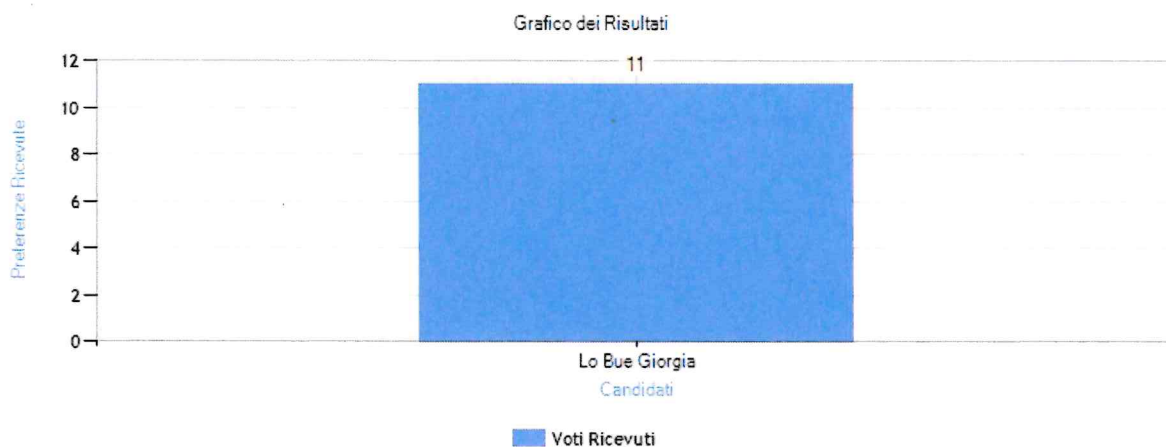 Grafico dei Risultati
12
11
10
8
6
4
2
0
Preferenze Ricevute
Lo Bue Giorgia
Candidati
Voti Ricevuti